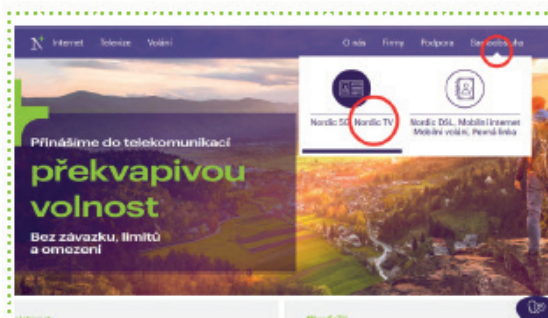 N Internet Televize Volání O nás Firmy Podpora Samoobsluha
Nordic 5G, Nordic TV
Nordic DSL, Mobilní internet
Mobilní volání, Pevná linka
Přinášíme do telekomunikací
překvapivou
volnost
Bez závazku, limitů
a omezení